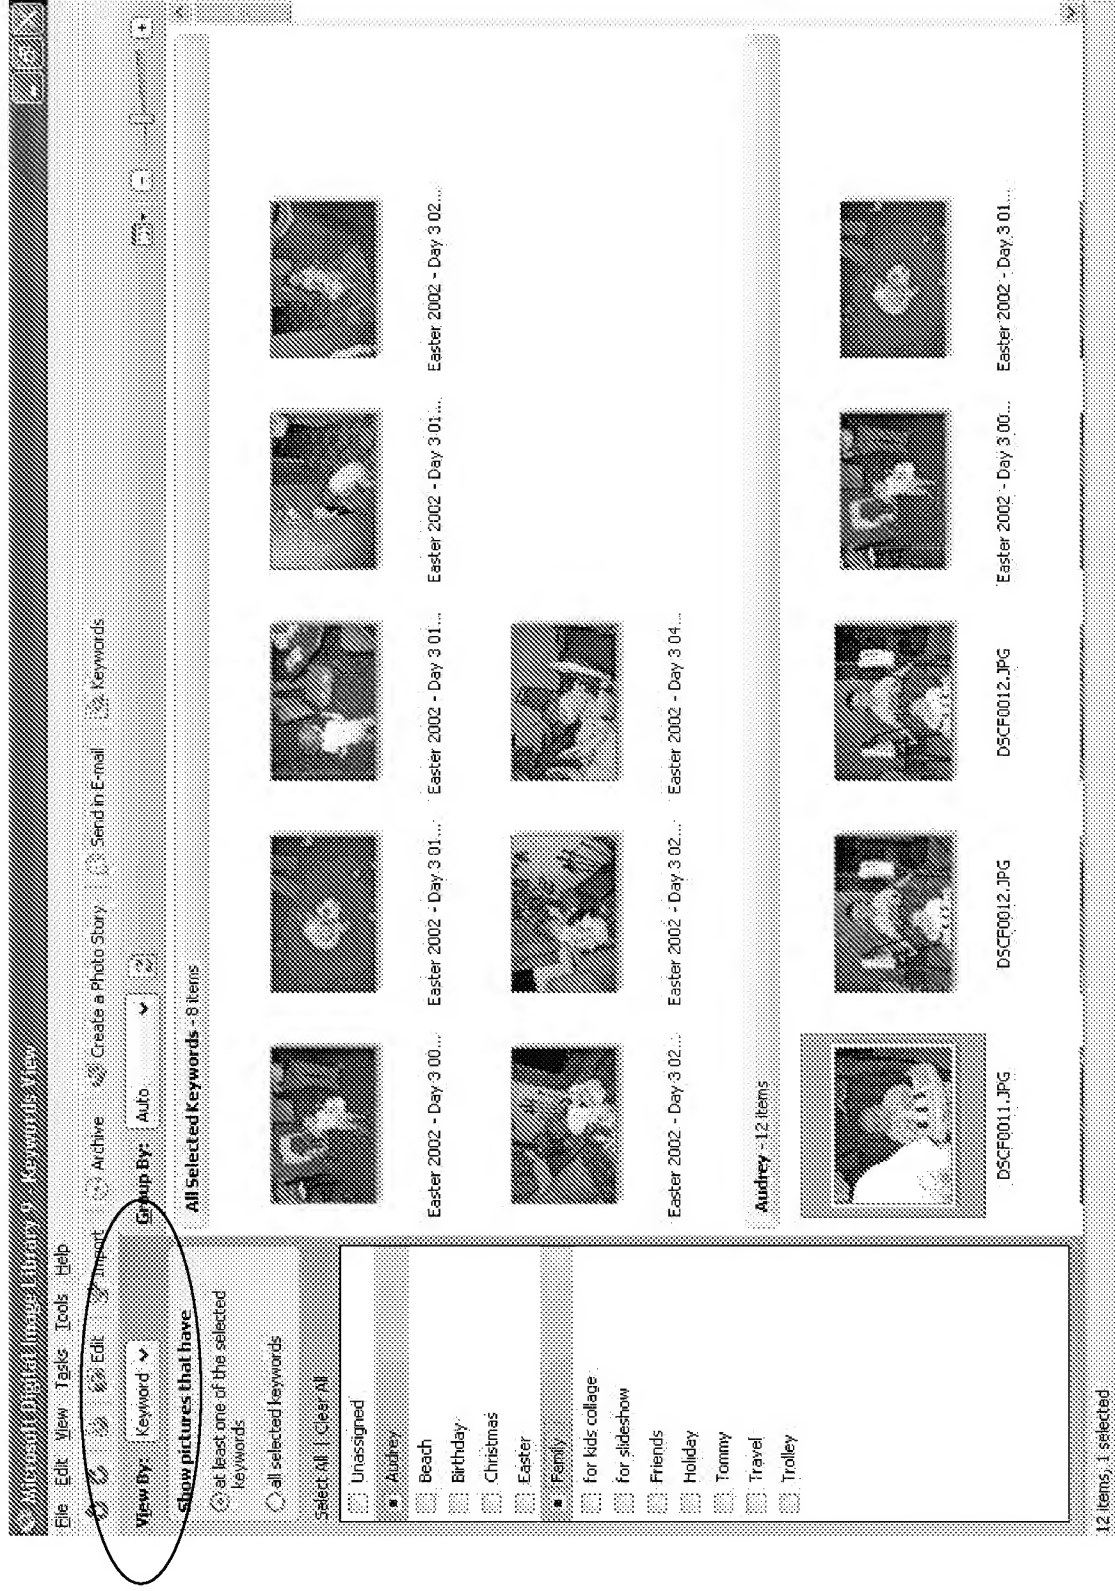 Microsoft Digital Image Library 9 - Keywords View
File Edit View Tasks Tools Help
Edit Import Archive Create a Photo Story Send in E-mail Keywords
View By: Keyword Group By: Auto
Show pictures that have
at least one of the selected
keywords
all selected keywords
Select All | Clear All
Unassigned
Audrey
Beach
Birthday
Christmas
Easter
Family
for kids collage
for slideshow
Friends
Holiday
Tommy
Travel
Trolley
All Selected Keywords - 8 items
Easter 2002 - Day 3 00... Easter 2002 - Day 3 01... Easter 2002 - Day 3 01... Easter 2002 - Day 3 01... Easter 2002 - Day 3 02...
Easter 2002 - Day 3 02... Easter 2002 - Day 3 02... Easter 2002 - Day 3 04...
Audrey - 12 items
DSCF0011.JPG DSCF0012.JPG DSCF0012.JPG Easter 2002 - Day 3 00... Easter 2002 - Day 3 01...
12 items, 1 selected